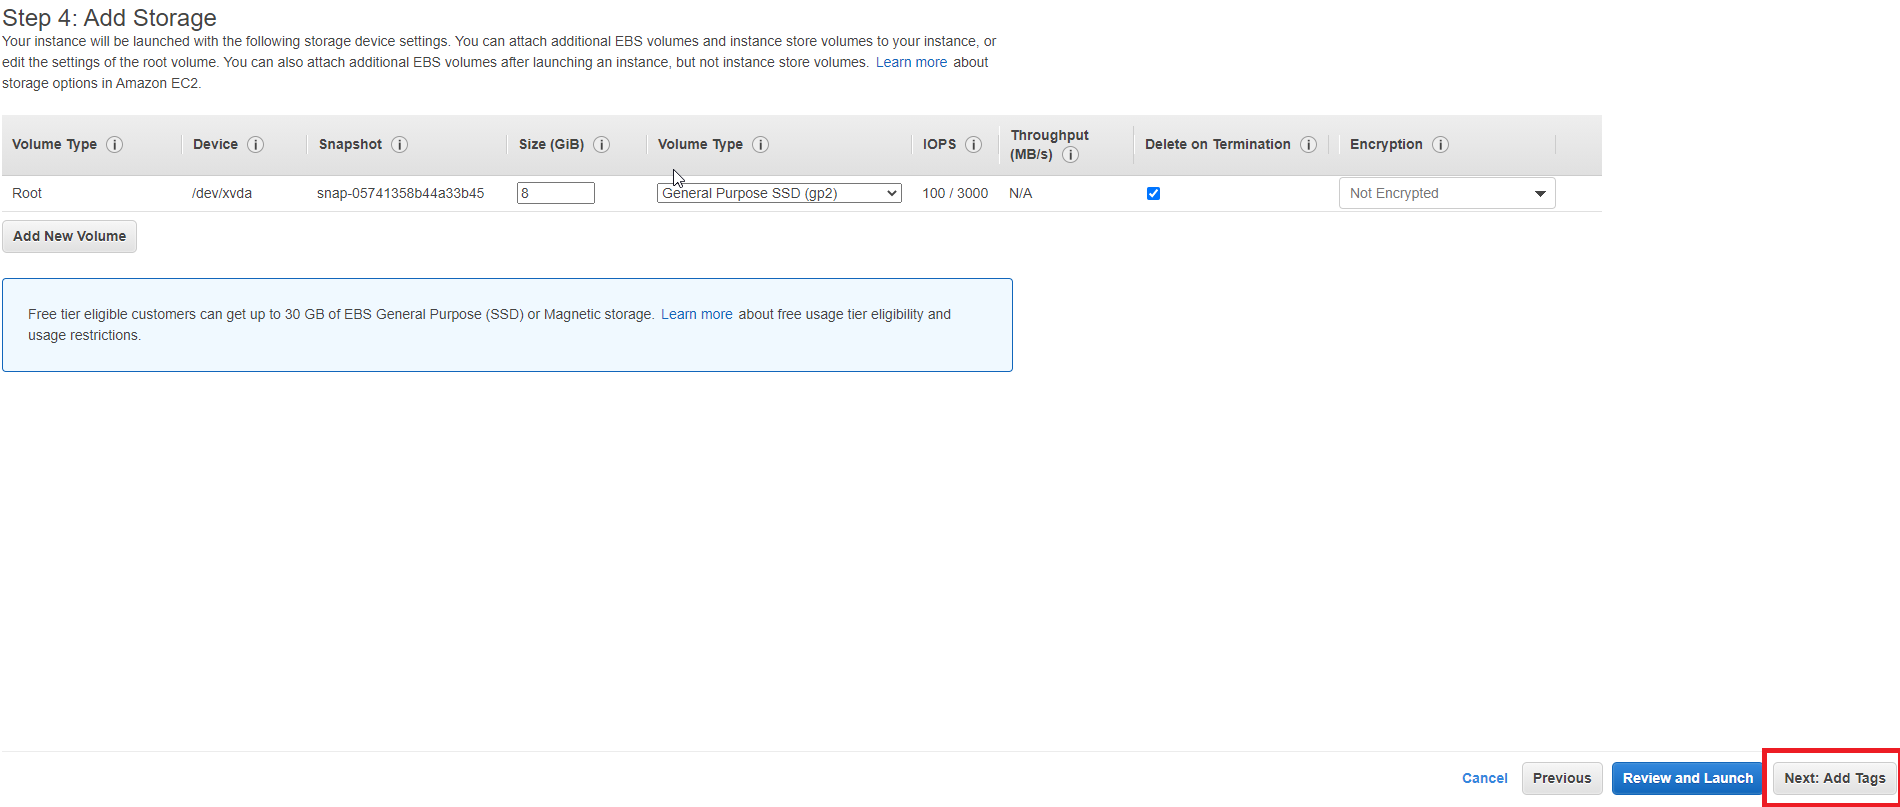 Step 4: Add Storage
Your instance will be launched with the following storage device settings. You can attach additional EBS volumes and instance store volumes to your instance, or
edit the settings of the root volume. You can also attach additional EBS volumes after launching an instance, but not instance store volumes. Learn more about
storage options in Amazon EC2.
Volume Type i Device i Snapshot i Size (GiB) i Volume Type i IOPS i Throughput (MB/s) i Delete on Termination i Encryption i
Root /dev/xvda snap-05741358b44a33b45 8 General Purpose SSD (gp2) 100 / 3000 N/A Not Encrypted
Add New Volume
Free tier eligible customers can get up to 30 GB of EBS General Purpose (SSD) or Magnetic storage. Learn more about free usage tier eligibility and
usage restrictions.
Cancel Previous Review and Launch Next: Add Tags